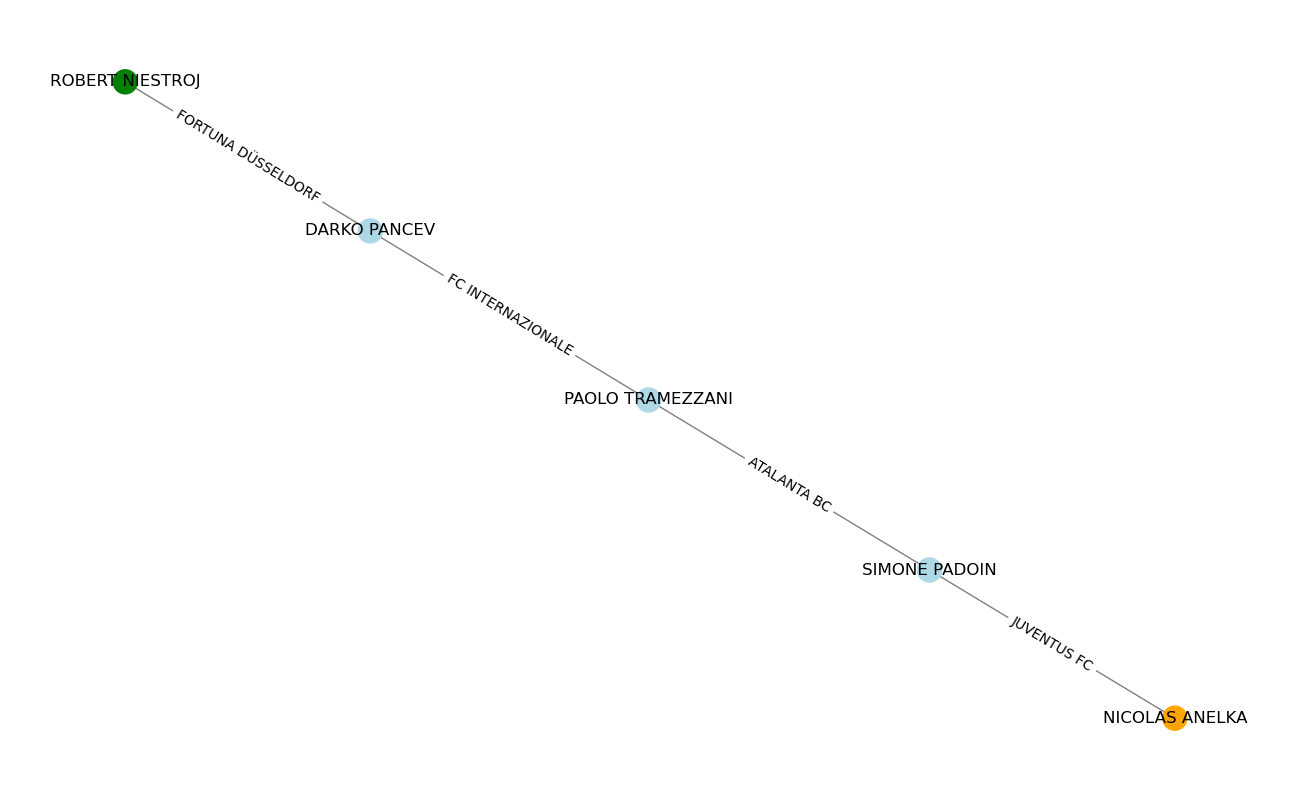 ROBERT NIESTROJ
FORTUNA DÜSSELDORF
DARKO PANCEV
FC INTERNAZIONALE
PAOLO TRAMEZZANI
ATALANTA BC
SIMONE PADOIN
JUVENTUS FC
NICOLAS ANELKA